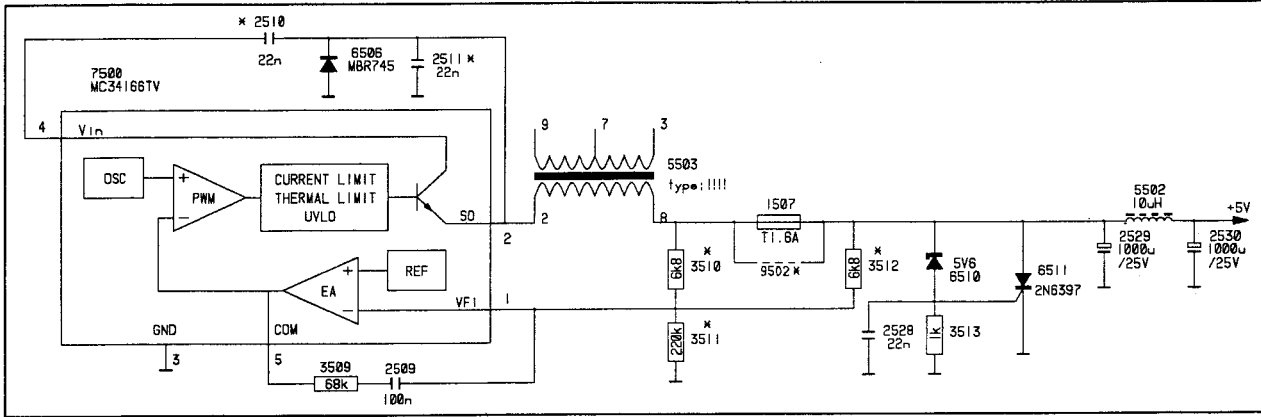 * 2510
22n
6506
MBR745
2511 *
22n
7500
MC34166TV
4
Vin
OSC
+
PWM
−
CURRENT LIMIT
THERMAL LIMIT
UVLO
SO
2
REF
+
EA
−
VFI
1
GND
3
COM
5
3509
68k
2509
100n
9
7
3
5503
type:!!!!
2
8
1507
T1.6A
9502 *
*
3510
6k8
*
3511
220k
*
3512
6k8
5V6
6510
6511
2N6397
2528
22n
1k
3513
5502
10uH
+5V
2529
1000u
/25V
2530
1000u
/25V